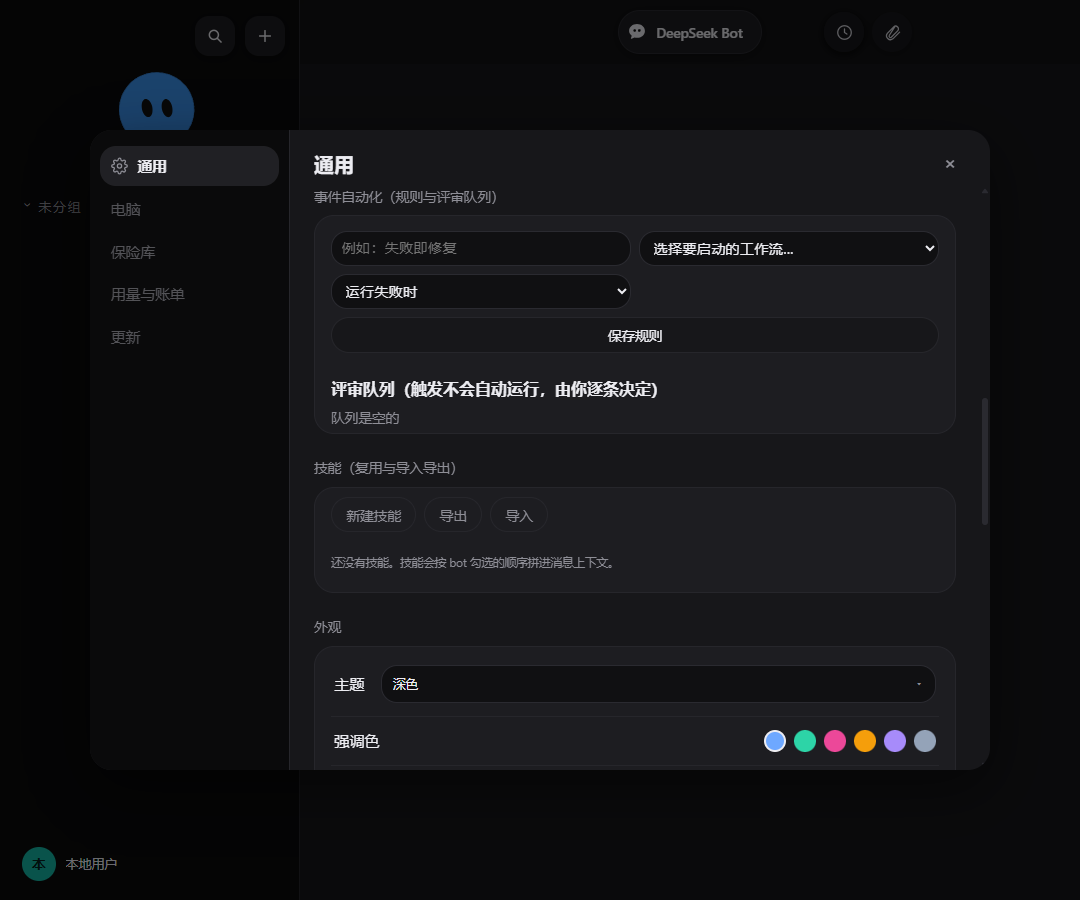 DeepSeek Bot
未分组
本
本地用户
通用
电脑
保险库
用量与账单
更新
通用
事件自动化（规则与评审队列）
例如：失败即修复
选择要启动的工作流...
运行失败时
保存规则
评审队列（触发不会自动运行，由你逐条决定）
队列是空的
技能（复用与导入导出）
新建技能
导出
导入
还没有技能。技能会按 bot 勾选的顺序拼进消息上下文。
外观
主题
深色
强调色